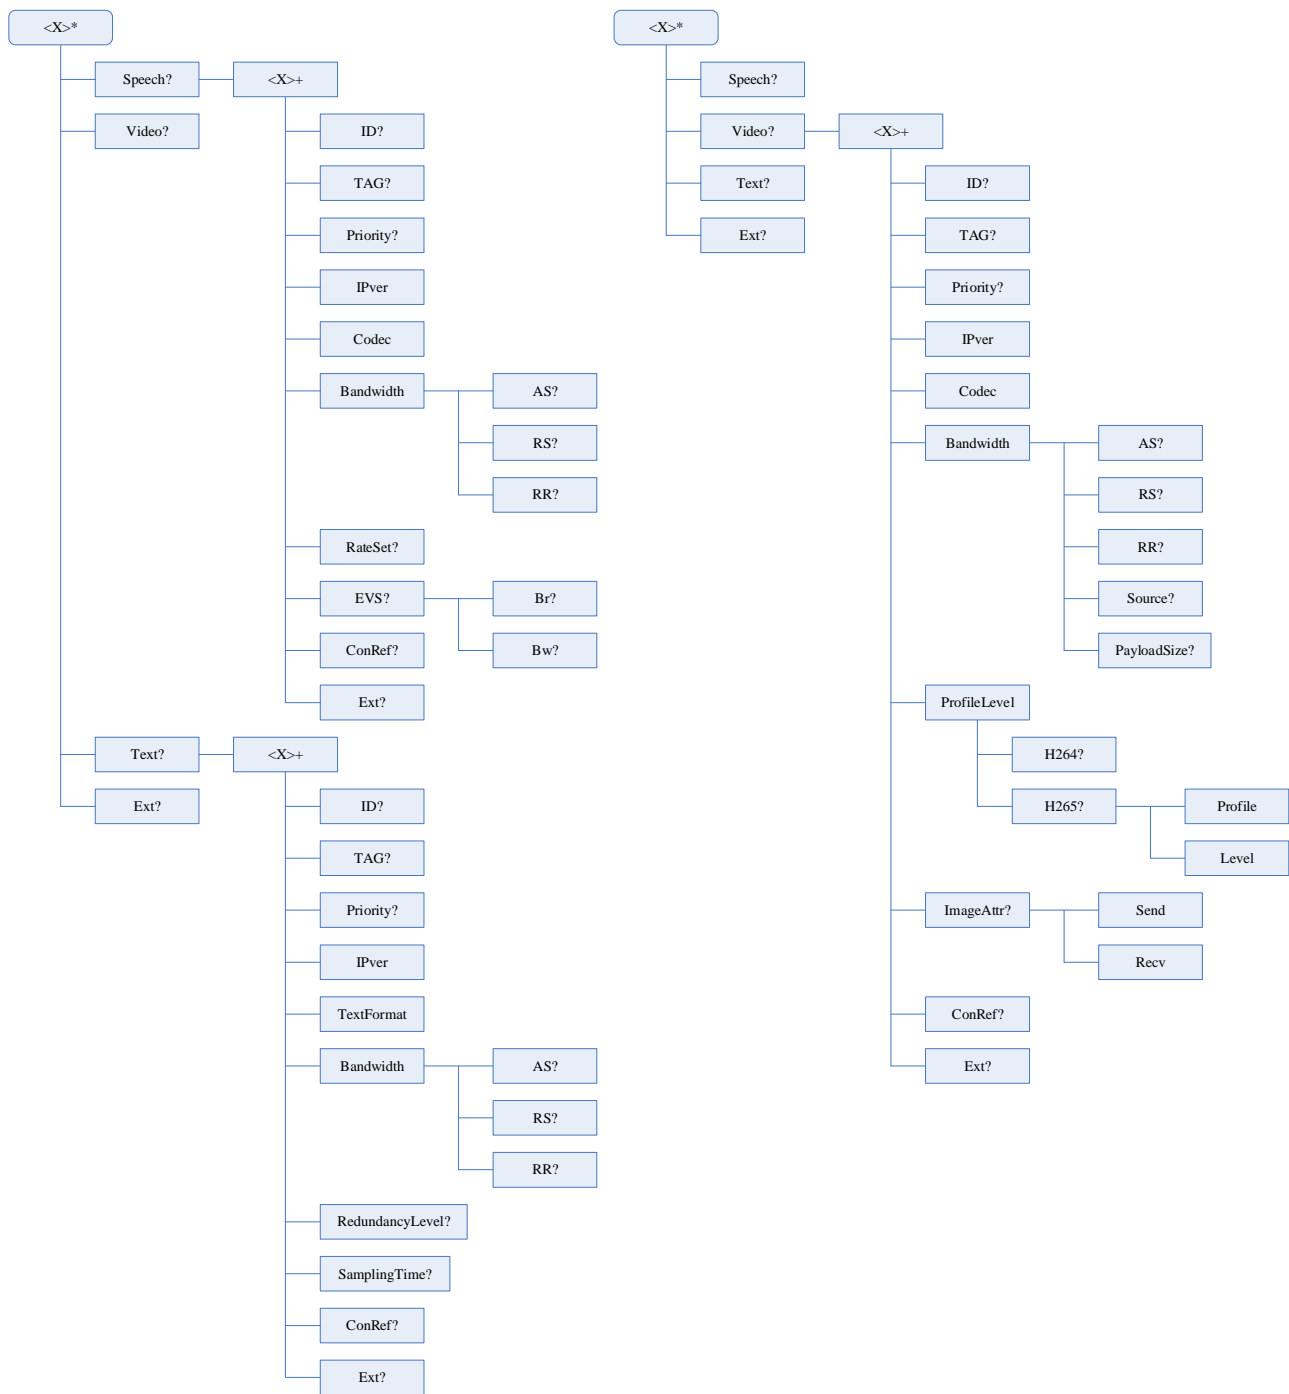 <X>*
Speech?
<X>+
Video?
ID?
TAG?
Priority?
IPver
Codec
Bandwidth
AS?
RS?
RR?
RateSet?
EVS?
Br?
ConRef?
Bw?
Ext?
Text?
<X>+
Ext?
ID?
TAG?
Priority?
IPver
TextFormat
Bandwidth
AS?
RS?
RR?
RedundancyLevel?
SamplingTime?
ConRef?
Ext?
<X>*
Speech?
Video?
<X>+
Text?
ID?
Ext?
TAG?
Priority?
IPver
Codec
Bandwidth
AS?
RS?
RR?
Source?
PayloadSize?
ProfileLevel
H264?
H265?
Profile
Level
ImageAttr?
Send
Recv
ConRef?
Ext?